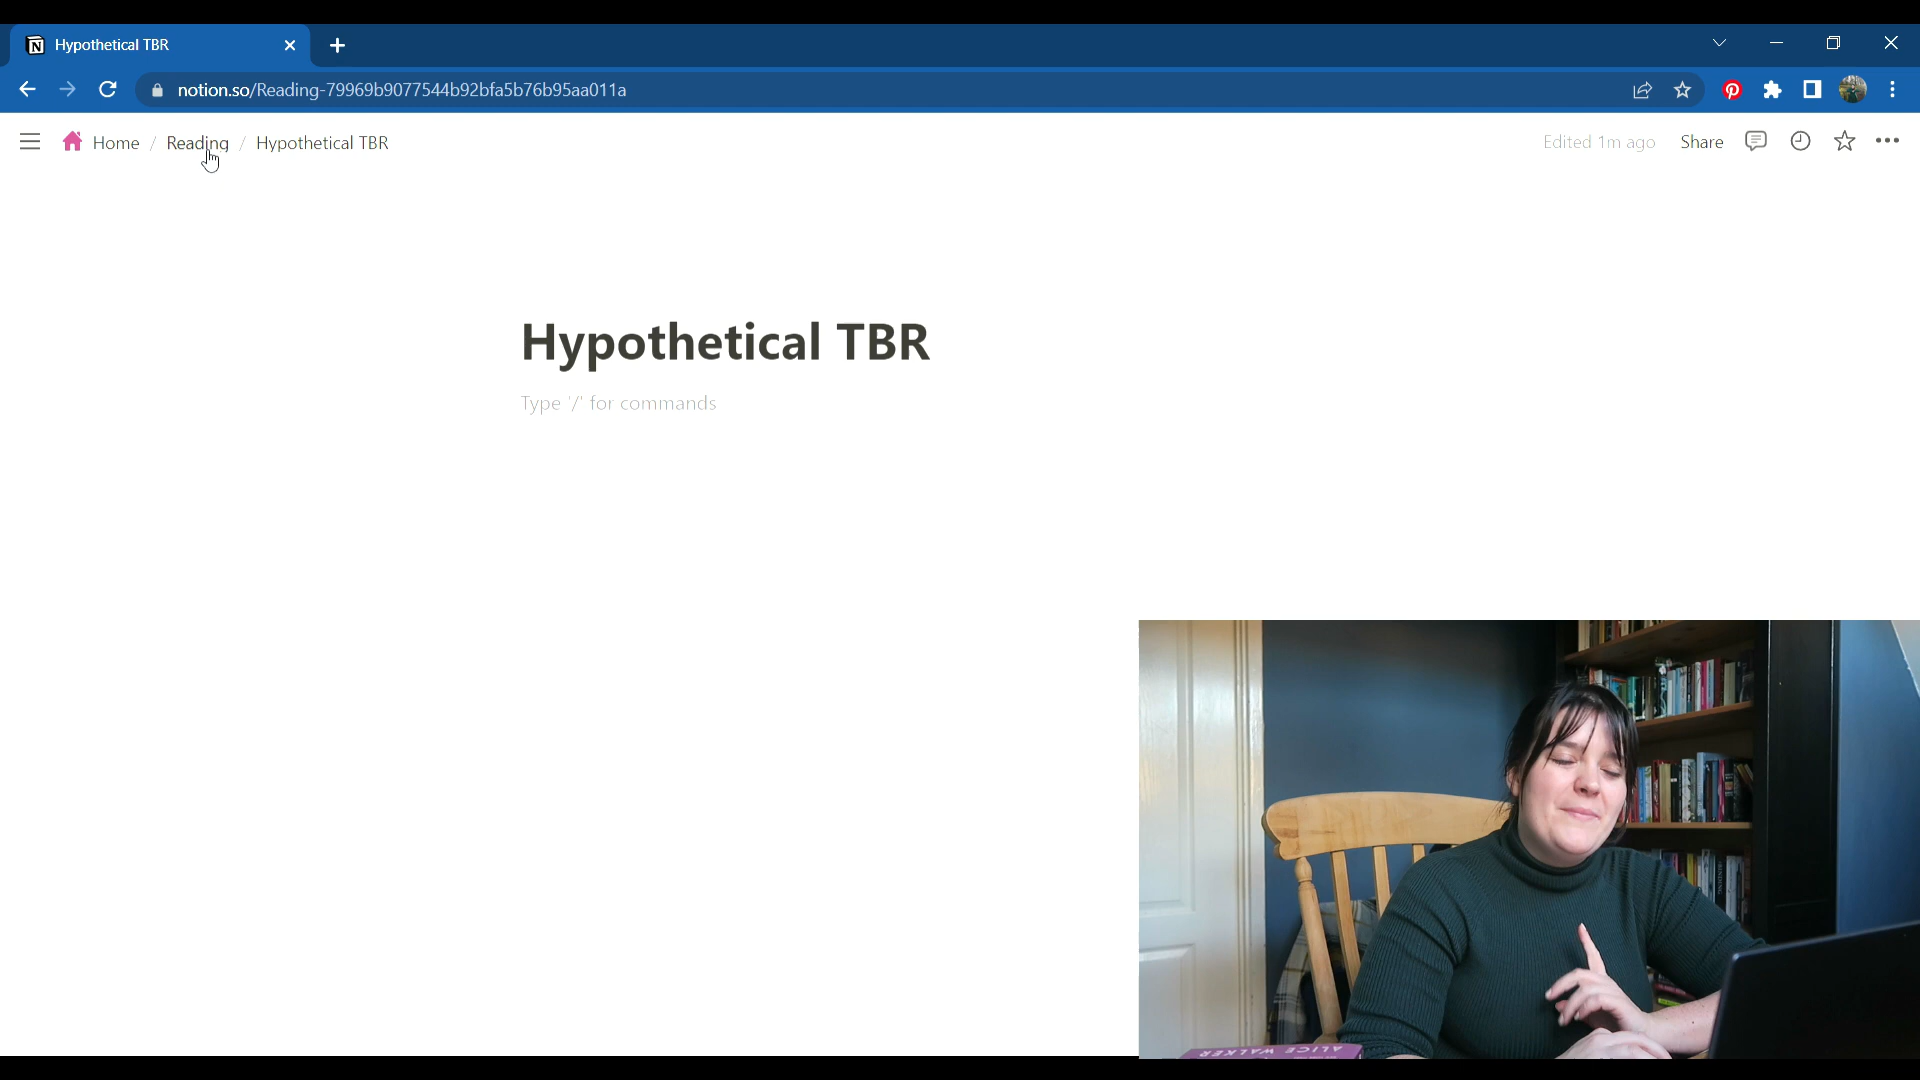 Hypothetical TBR
notion.so/Reading-79969b9077544b92bfa5b76b95aa011a
Home / Reading / Hypothetical TBR
Edited 1m ago Share
Hypothetical TBR
Type '/' for commands
ALICE WALKER